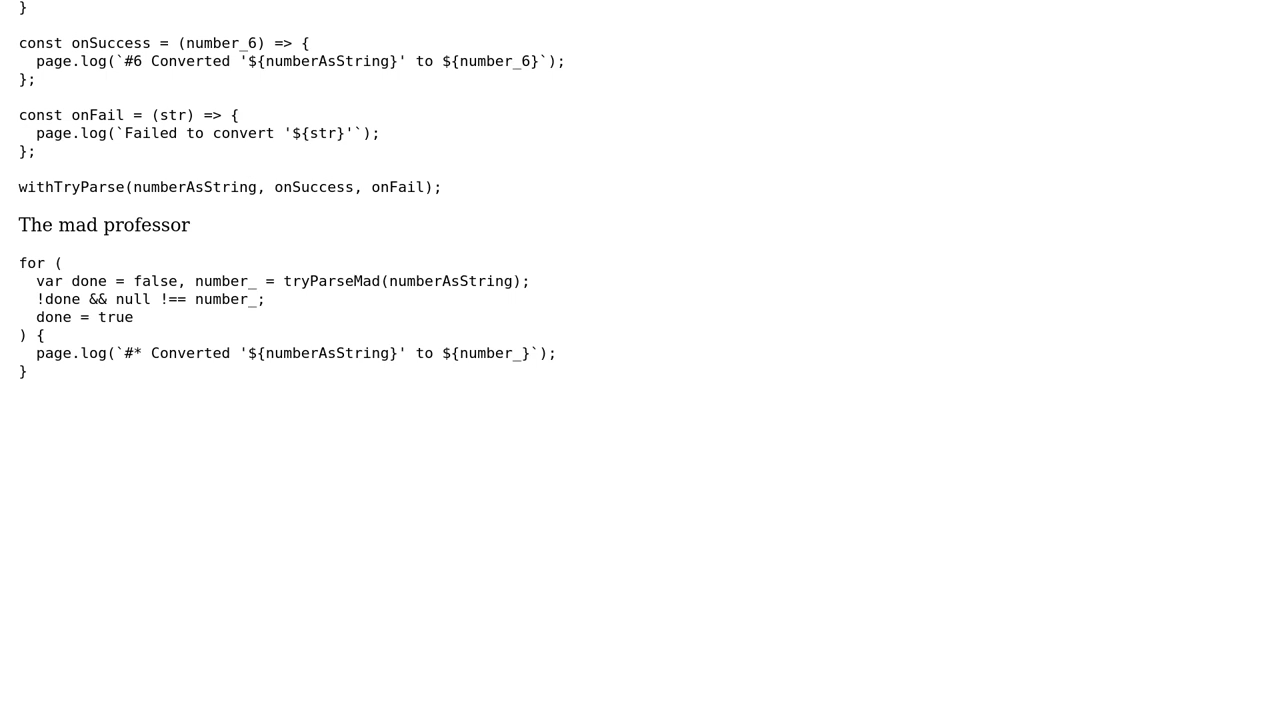 }
const onSuccess = (number_6) => {
  page.log(`#6 Converted '${numberAsString}' to ${number_6}`);
};
const onFail = (str) => {
  page.log(`Failed to convert '${str}'`);
};
withTryParse(numberAsString, onSuccess, onFail);
The mad professor
for (
  var done = false, number_ = tryParseMad(numberAsString);
  !done && null !== number_;
  done = true
) {
  page.log(`#* Converted '${numberAsString}' to ${number_}`);
}